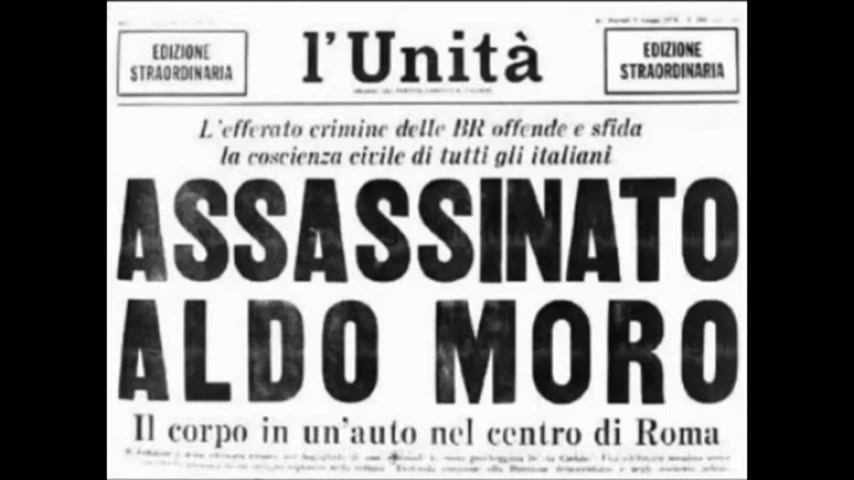 EDIZIONE
STRAORDINARIA
l'Unità
EDIZIONE
STRAORDINARIA
L'efferato crimine delle BR offende e sfida
la coscienza civile di tutti gli italiani
ASSASSINATO
ALDO MORO
Il corpo in un'auto nel centro di Roma